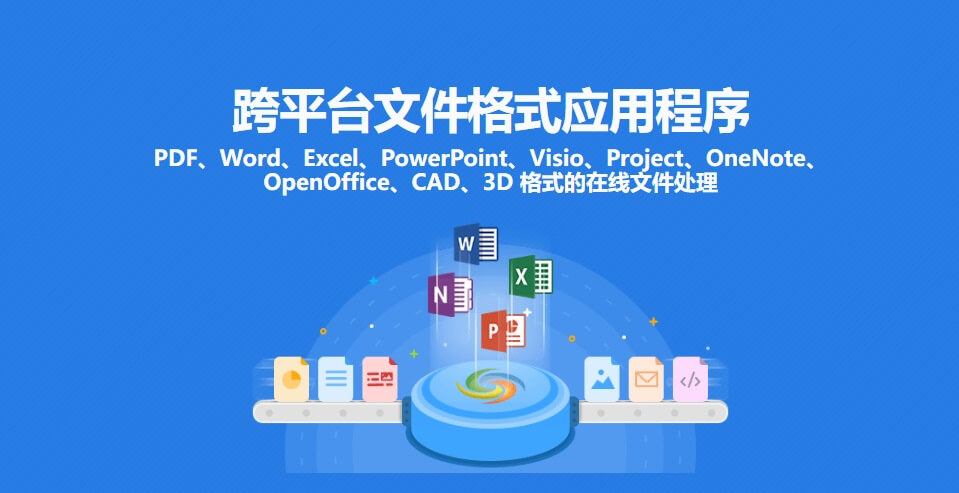 跨平台文件格式应用程序
PDF、Word、Excel、PowerPoint、Visio、Project、OneNote、
OpenOffice、CAD、3D 格式的在线文件处理
W
X
N
P
</>